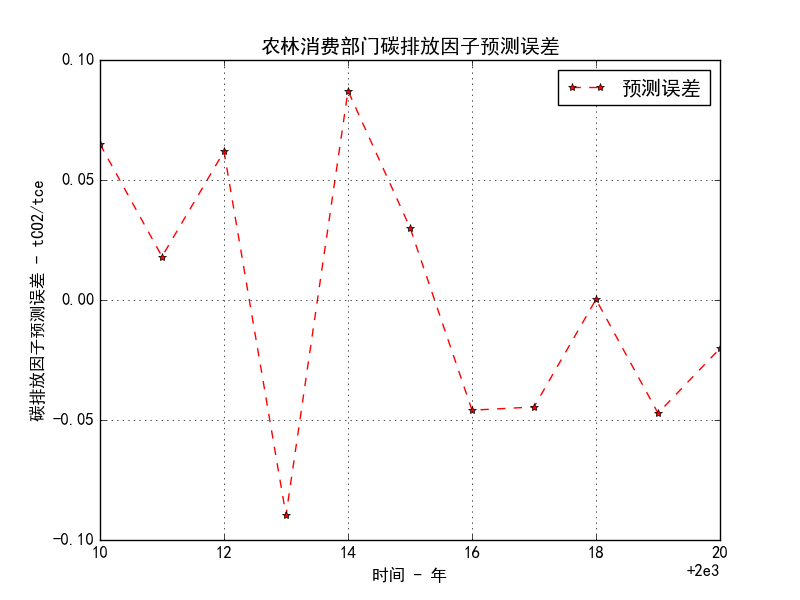 农林消费部门碳排放因子预测误差
预测误差
碳排放因子预测误差 - tCO2/tce
0.10
0.05
0.00
-0.05
-0.10
10 12 14 16 18 20
+2e3
时间 - 年